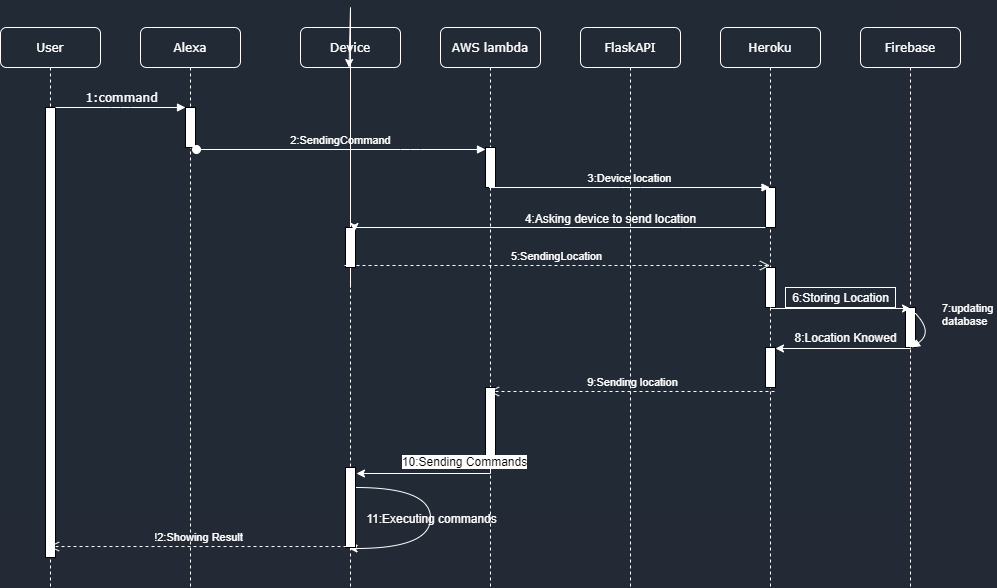 User
Alexa
Device
AWS lambda
FlaskAPI
Heroku
Firebase
1:command
2:SendingCommand
3:Device location
4:Asking device to send location
5:SendingLocation
6:Storing Location
7:updating
database
8:Location Knowed
9:Sending location
10:Sending Commands
11:Executing commands
!2:Showing Result